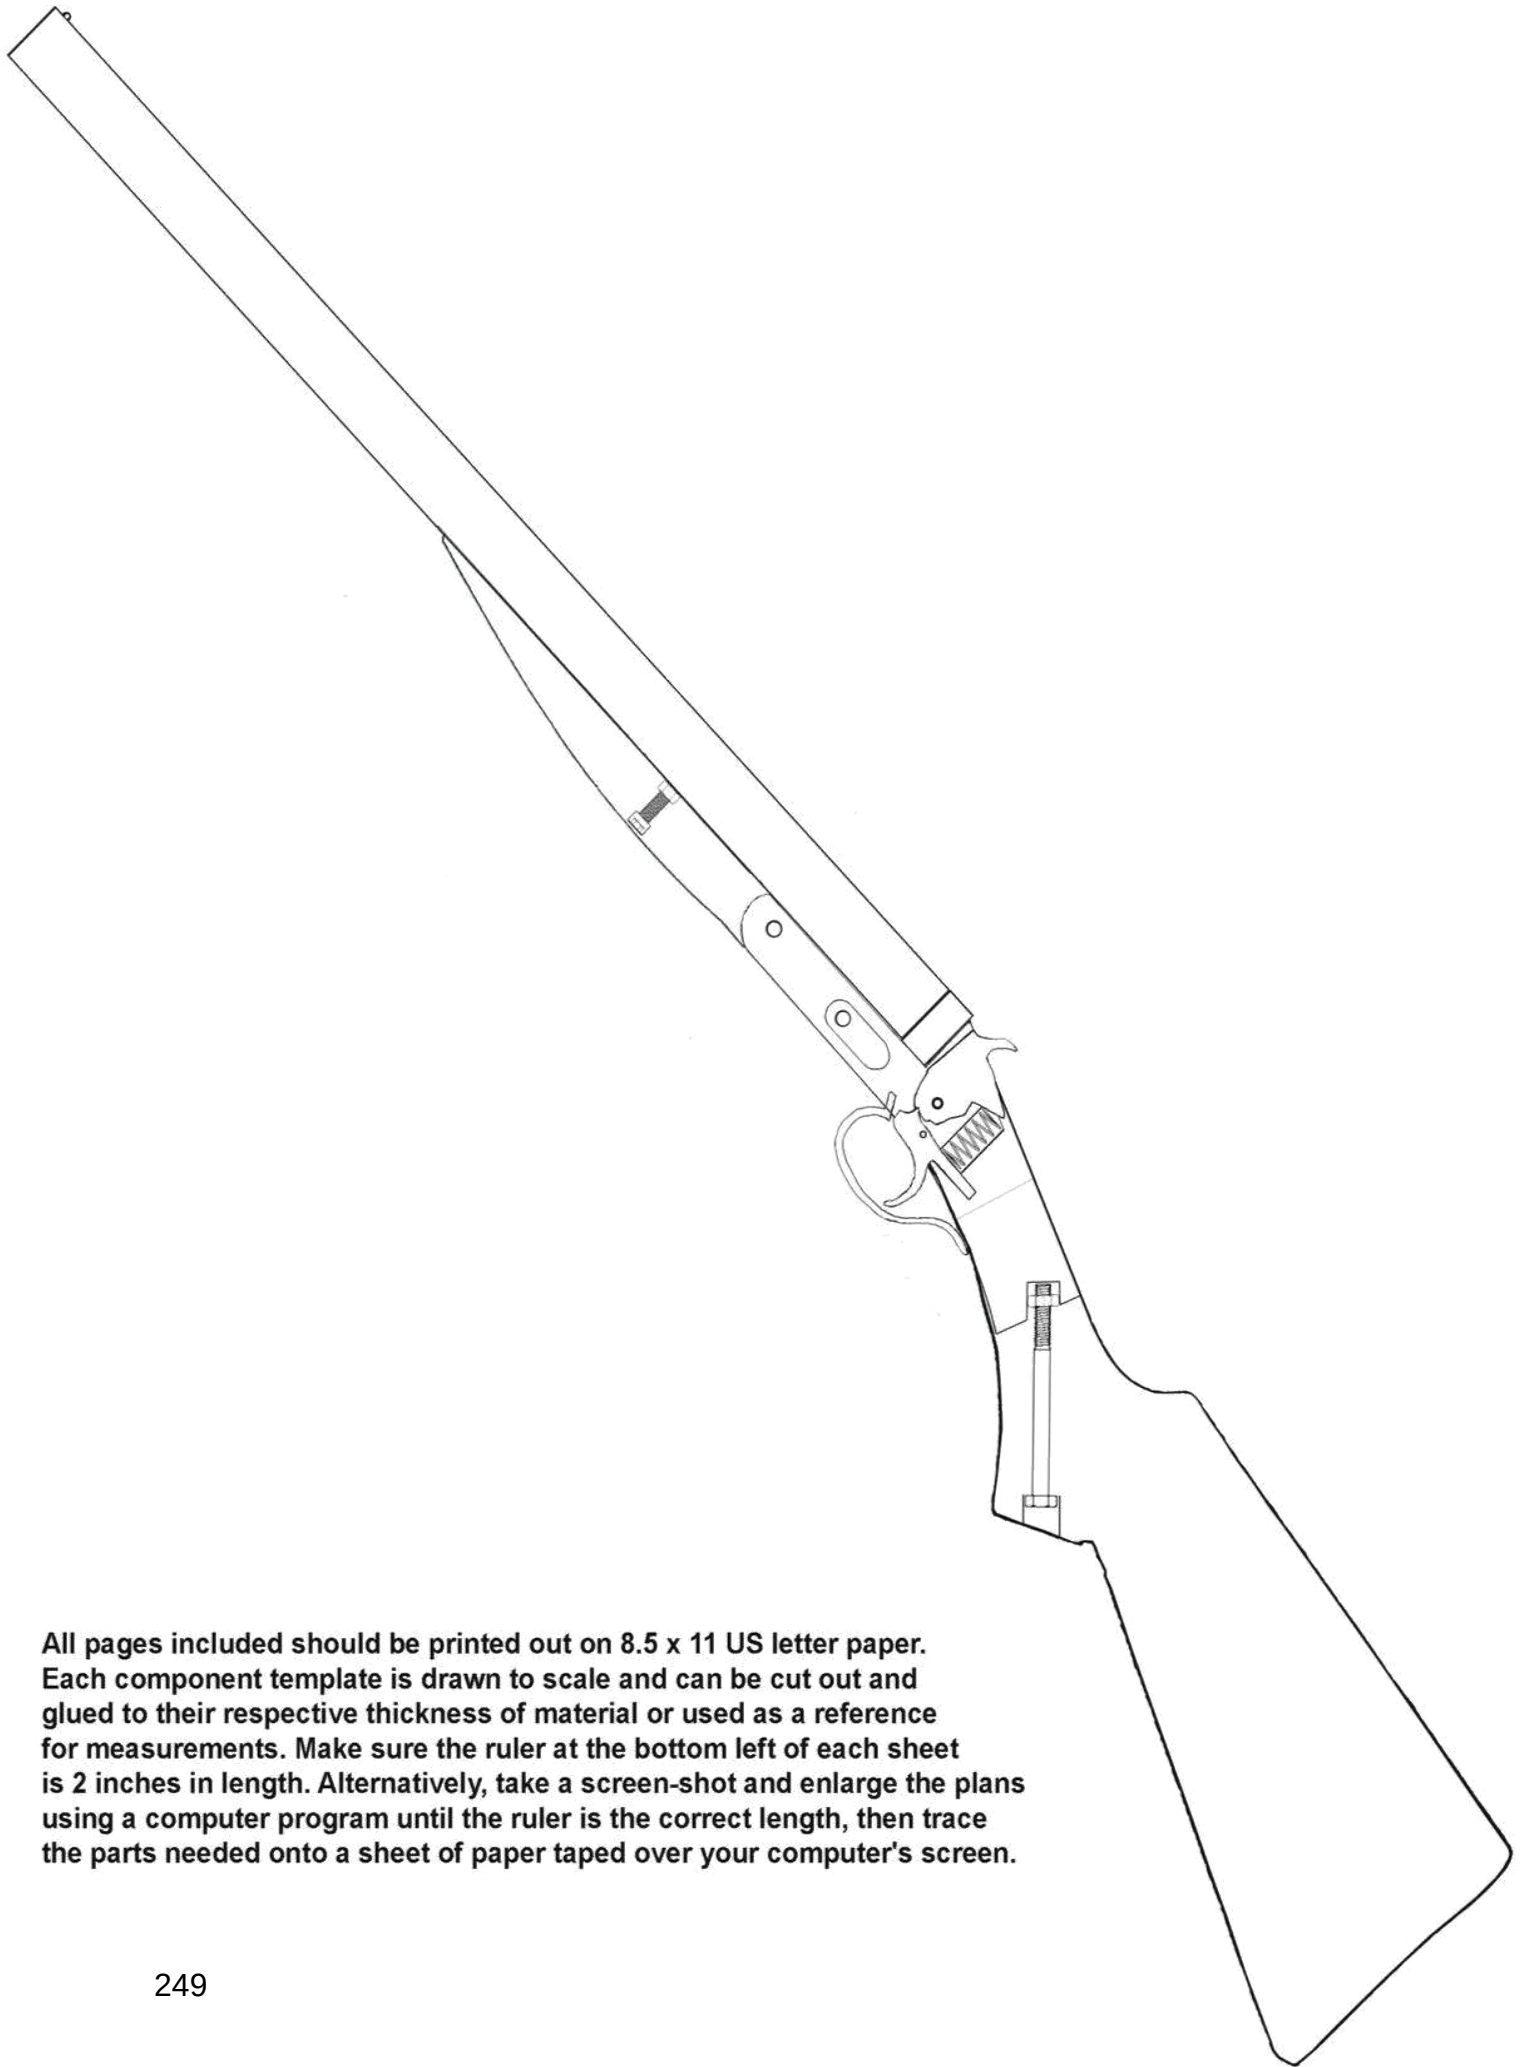 All pages included should be printed out on 8.5 x 11 US letter paper.
Each component template is drawn to scale and can be cut out and
glued to their respective thickness of material or used as a reference
for measurements. Make sure the ruler at the bottom left of each sheet
is 2 inches in length. Alternatively, take a screen-shot and enlarge the plans
using a computer program until the ruler is the correct length, then trace
the parts needed onto a sheet of paper taped over your computer's screen.
249